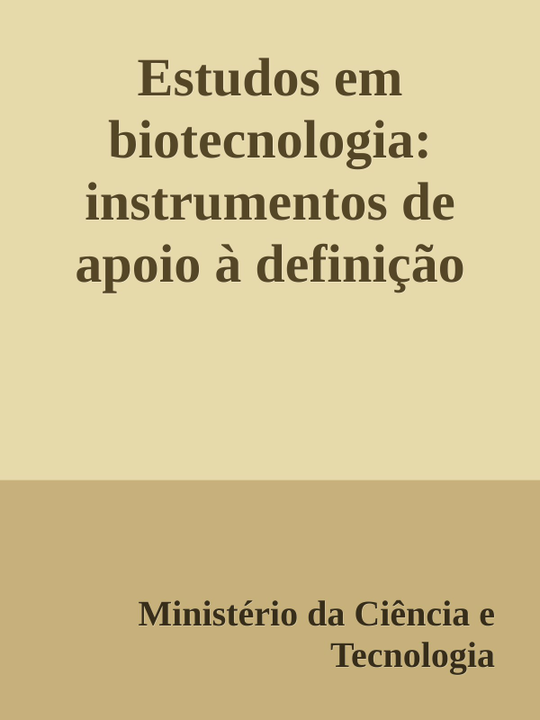 Estudos em
biotecnologia:
instrumentos de
apoio à definição
Ministério da Ciência e
Tecnologia